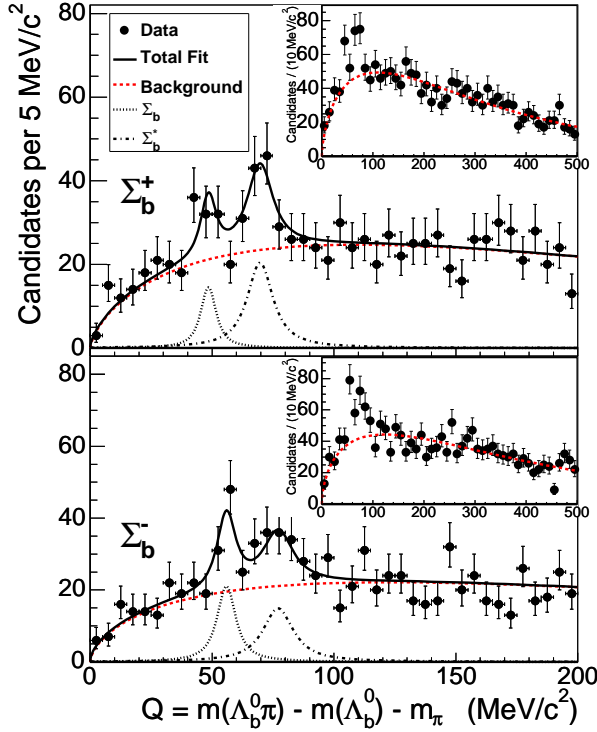 Candidates per 5 MeV/c²
80
60
40
20
0
Data
Total Fit
Background
Σb
Σb*
Σb+
Candidates / (10 MeV/c²)
80
60
40
20
0
0 100 200 300 400 500
80
60
40
20
0
Σb-
Candidates / (10 MeV/c²)
80
60
40
20
0
0 100 200 300 400 500
0 50 100 150 200
Q = m(Λb⁰π) - m(Λb⁰) - mπ (MeV/c²)